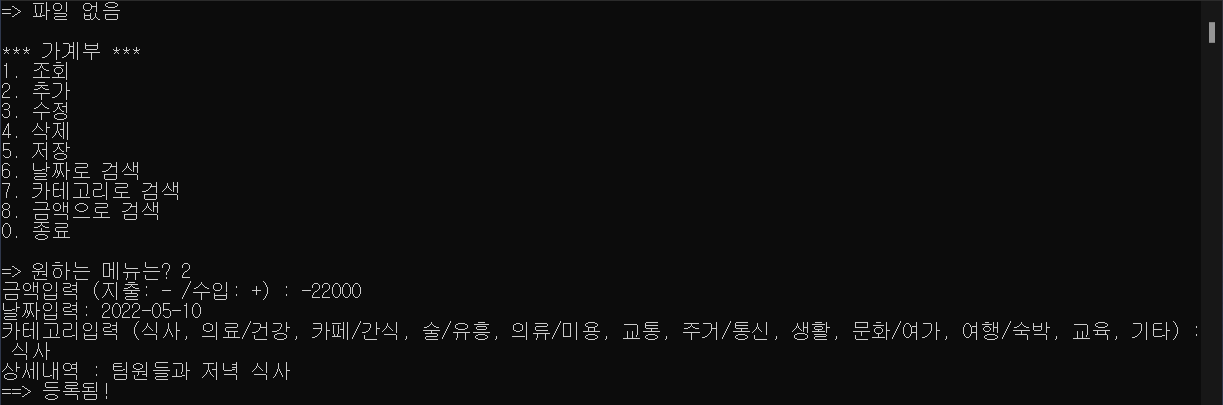 => 파일 없음
*** 가계부 ***
1. 조회
2. 추가
3. 수정
4. 삭제
5. 저장
6. 날짜로 검색
7. 카테고리로 검색
8. 금액으로 검색
0. 종료
=> 원하는 메뉴는? 2
금액입력 (지출: - /수입: +) : -22000
날짜입력: 2022-05-10
카테고리입력 (식사, 의료/건강, 카페/간식, 술/유흥, 의류/미용, 교통, 주거/통신, 생활, 문화/여가, 여행/숙박, 교육, 기타) :
식사
상세내역 : 팀원들과 저녁 식사
==> 등록됨!